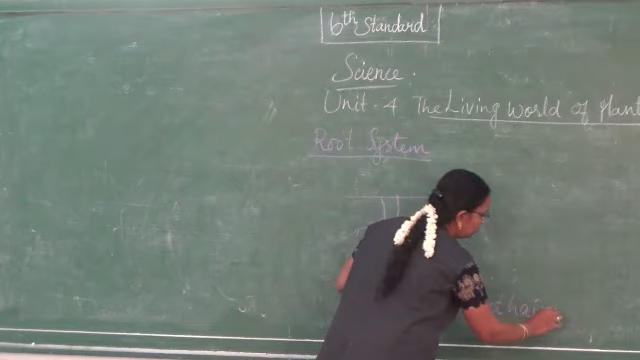 6th Standard
Science.
Unit - 4 The Living World of Plant
Root System